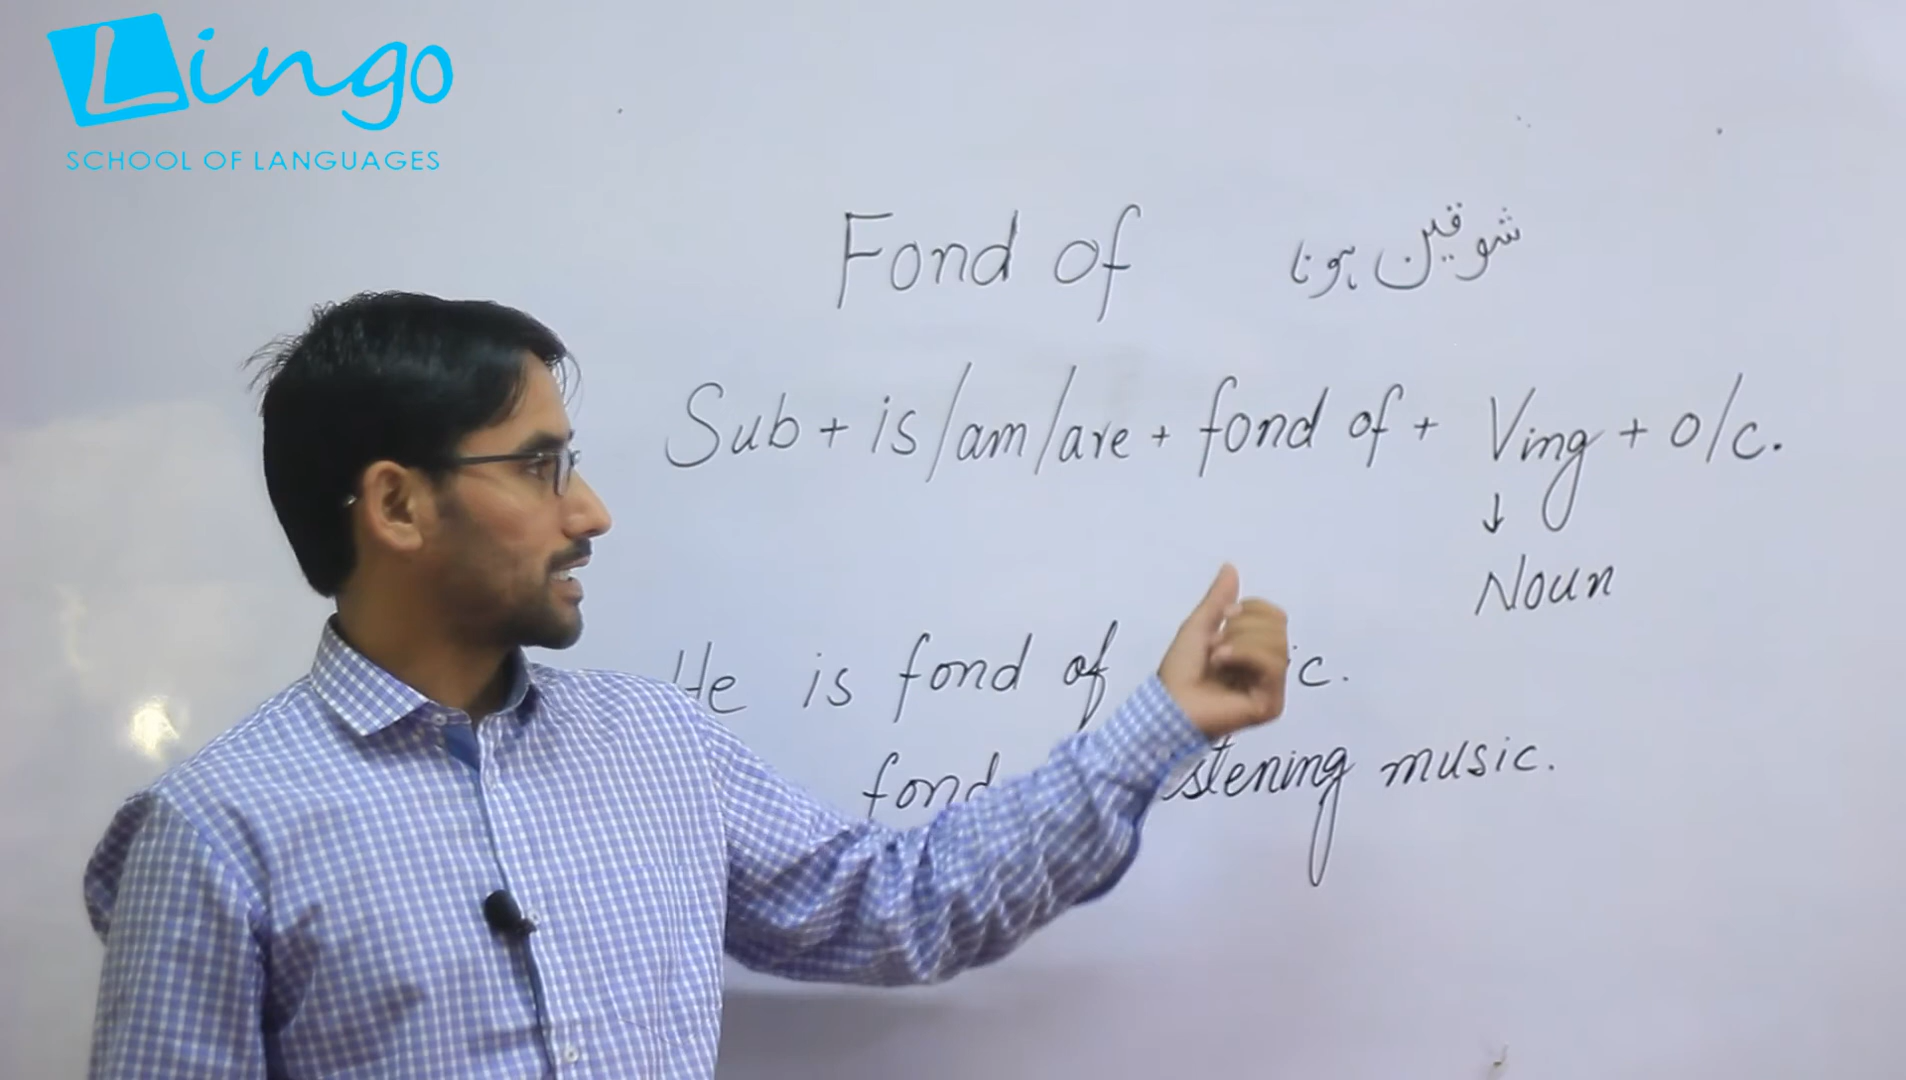 Lingo
SCHOOL OF LANGUAGES
Fond of شوقین ہونا
Sub + is/am/are + fond of + Ving + o/c.
↓
Noun
He is fond of
fond music.